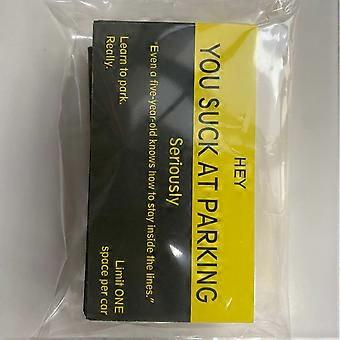 HEY
YOU SUCK AT PARKING
Seriously
"Even a five-year-old knows how to stay inside the lines."
Learn to park.
Really.
Limit ONE
space per car